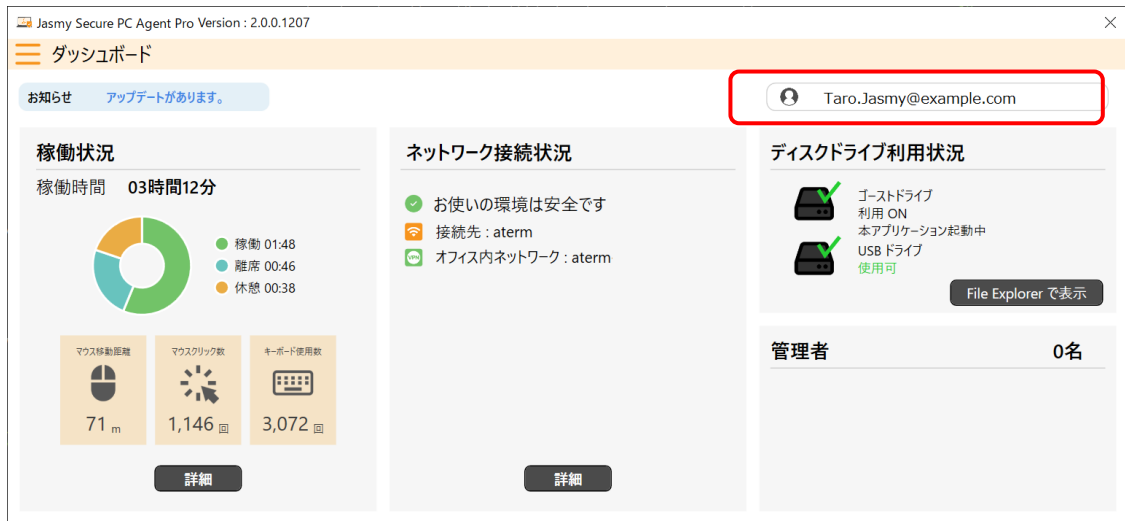 Jasmy Secure PC Agent Pro Version : 2.0.0.1207
ダッシュボード
お知らせ アップデートがあります。
Taro.Jasmy@example.com
稼働状況
稼働時間 03時間12分
稼働 01:48
離席 00:46
休憩 00:38
マウス移動距離
71 m
マウスクリック数
1,146 回
キーボード使用数
3,072 回
詳細
ネットワーク接続状況
お使いの環境は安全です
接続先 : aterm
VPN オフィス内ネットワーク : aterm
詳細
ディスクドライブ利用状況
ゴーストドライブ
利用 ON
本アプリケーション起動中
USB ドライブ
使用可
File Explorer で表示
管理者 0名